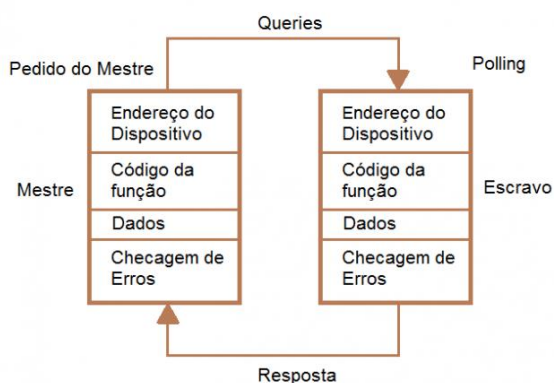 Queries
Pedido do Mestre
Polling
Mestre
Endereço do
Dispositivo
Código da
função
Dados
Checagem de
Erros
Endereço do
Dispositivo
Código da
função
Dados
Checagem de
Erros
Escravo
Resposta